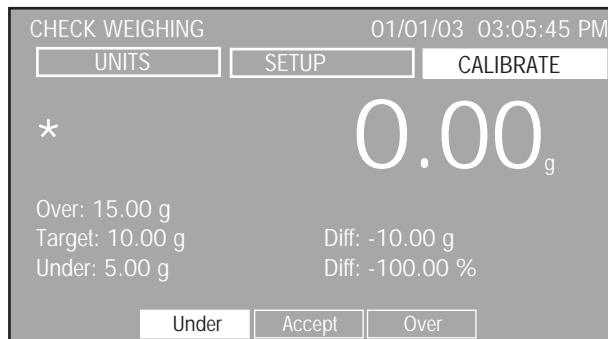 CHECK WEIGHING 01/01/03 03:05:45 PM
UNITS SETUP CALIBRATE
* 0.00 g
Over: 15.00 g
Target: 10.00 g Diff: -10.00 g
Under: 5.00 g Diff: -100.00 %
Under Accept Over